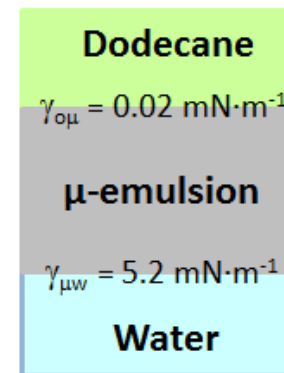 Dodecane
γoμ = 0.02 mN·m⁻¹
μ-emulsion
γμw = 5.2 mN·m⁻¹
Water